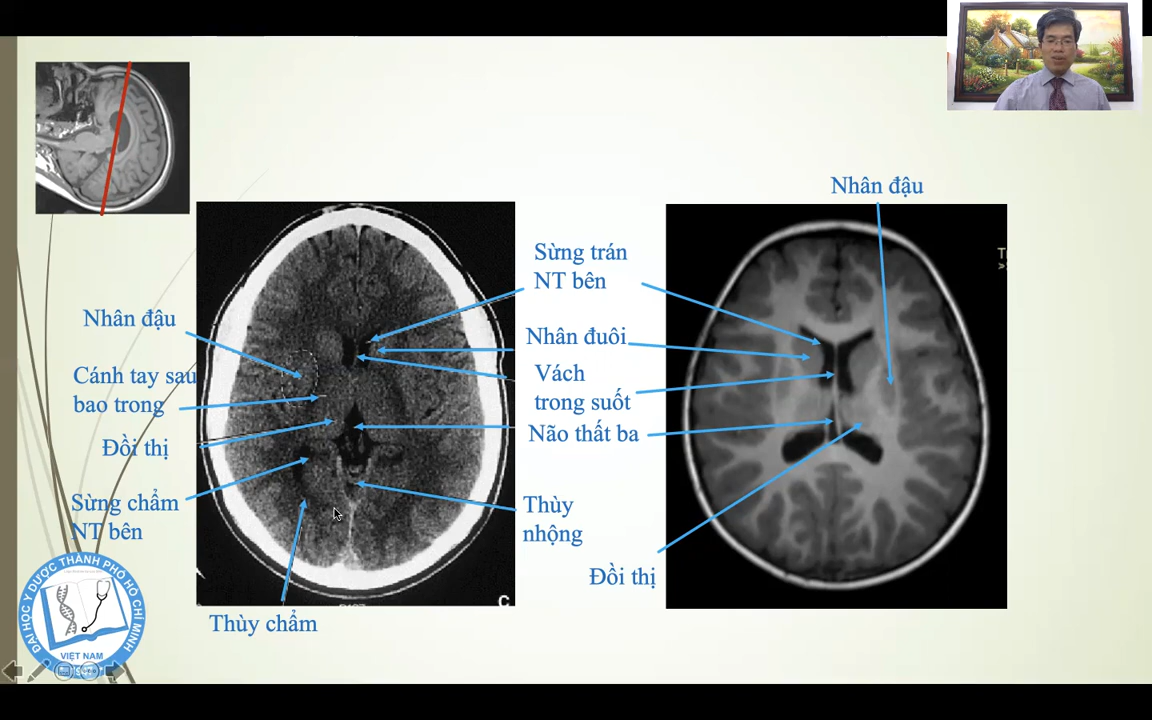 Nhân đậu
Sừng trán
NT bên
Nhân đậu
Nhân đuôi
Cánh tay sau
bao trong
Vách
trong suốt
Não thất ba
Đồi thị
Sừng chẩm
NT bên
Thùy
nhộng
Đồi thị
Thùy chẩm
C
ĐẠI HỌC Y DƯỢC THÀNH PHỐ HỒ CHÍ MINH
VIỆT NAM